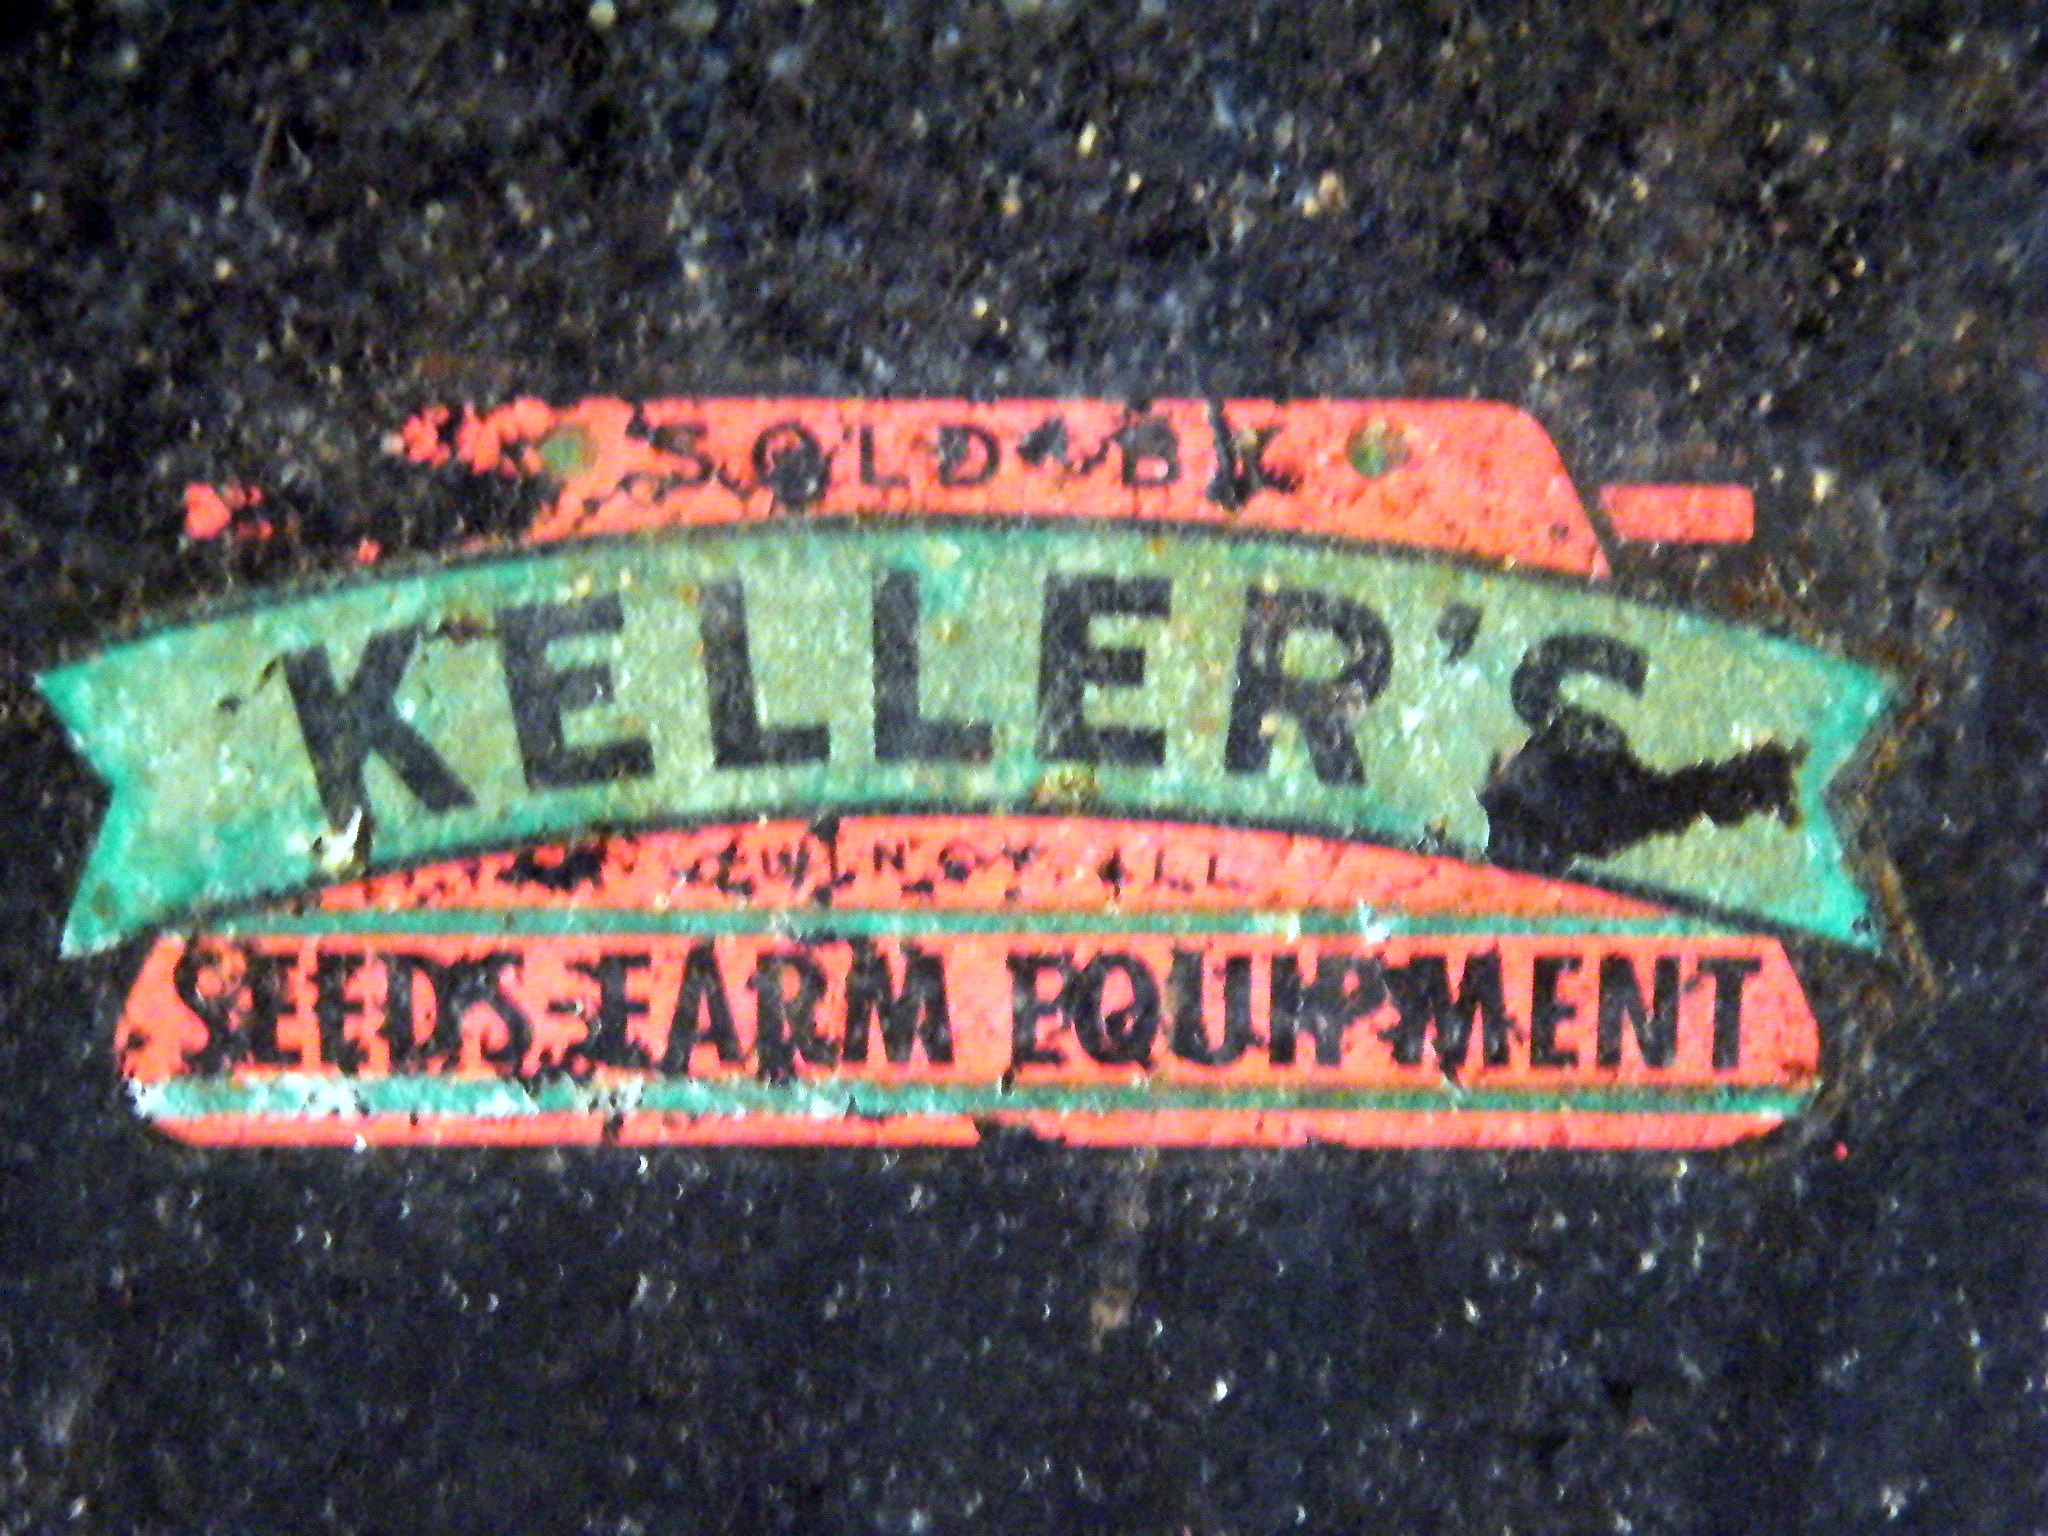 SOLD BY
KELLER'S
SEEDS-FARM EQUIPMENT